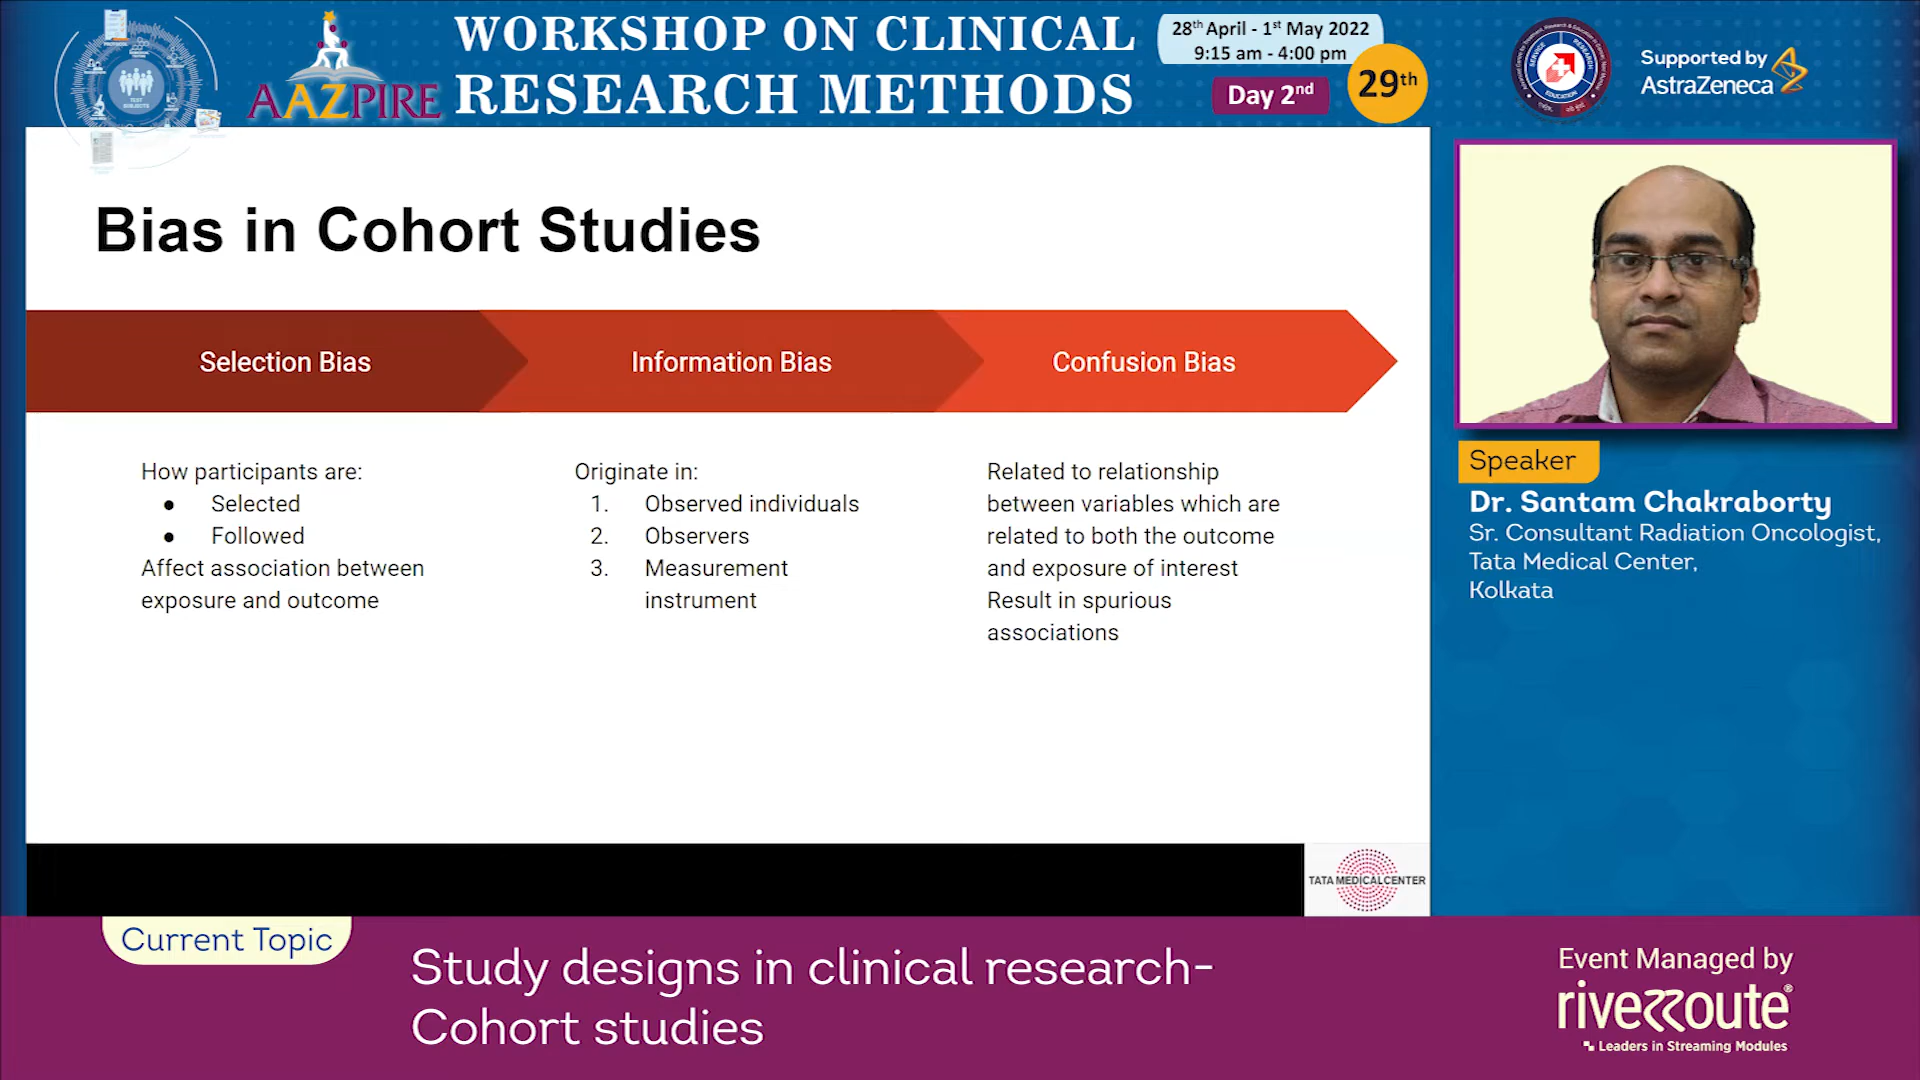 AAZPIRE
WORKSHOP ON CLINICAL
RESEARCH METHODS
28th April - 1st May 2022
9:15 am - 4:00 pm
Day 2nd
29th
TEST
SUBJECTS
SERVICE
RESEARCH
EDUCATION
Supported by
AstraZeneca
Bias in Cohort Studies
Selection Bias
How participants are:
● Selected
● Followed
Affect association between
exposure and outcome
Information Bias
Originate in:
1. Observed individuals
2. Observers
3. Measurement
instrument
Confusion Bias
Related to relationship
between variables which are
related to both the outcome
and exposure of interest
Result in spurious
associations
TATA MEDICAL CENTER
Speaker
Dr. Santam Chakraborty
Sr. Consultant Radiation Oncologist,
Tata Medical Center,
Kolkata
Current Topic
Study designs in clinical research-
Cohort studies
Event Managed by
riverroute®
Leaders in Streaming Modules